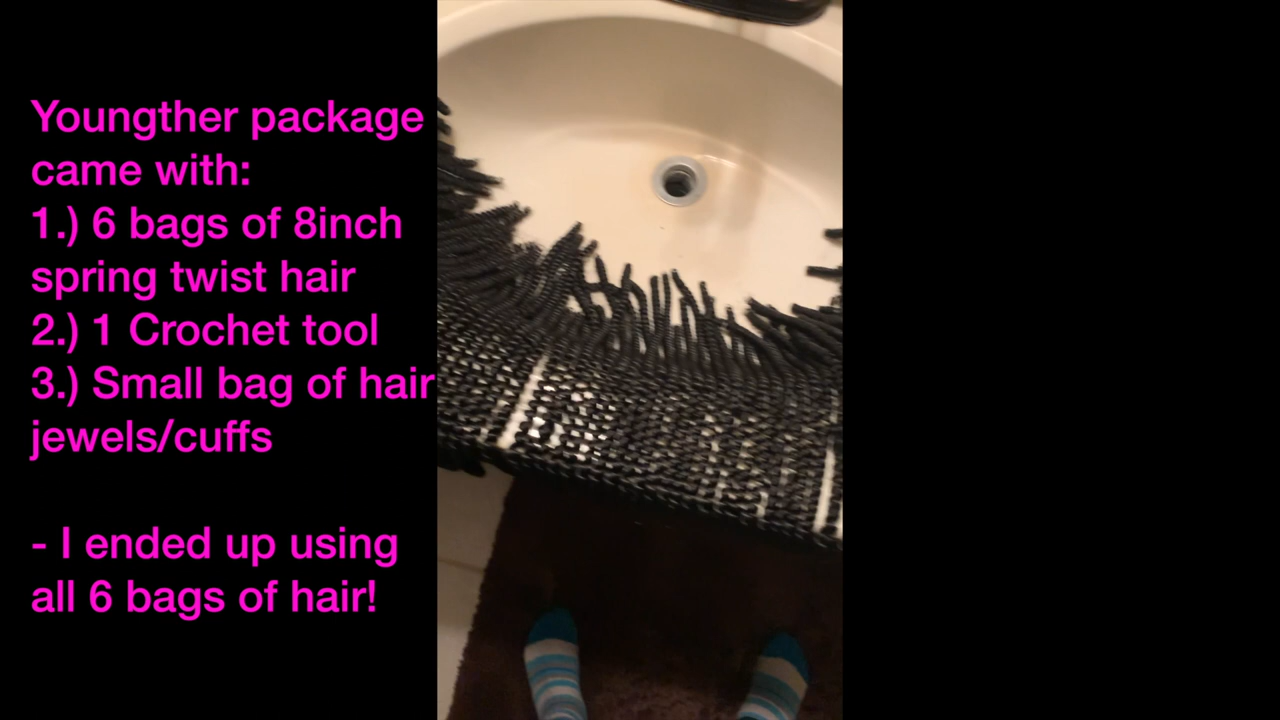 Youngther package
came with:
1.) 6 bags of 8inch
spring twist hair
2.) 1 Crochet tool
3.) Small bag of hair
jewels/cuffs
- I ended up using
all 6 bags of hair!